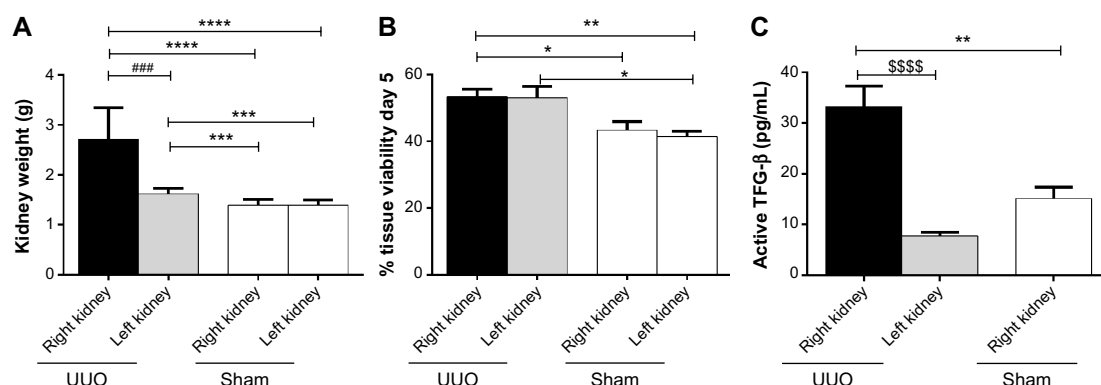 A
Kidney weight (g)
4
3
2
1
0
****
****
###
***
***
Right kidney
Left kidney
Right kidney
Left kidney
UUO
Sham
B
% tissue viability day 5
60
40
20
0
**
*
*
Right kidney
Left kidney
Right kidney
Left kidney
UUO
Sham
C
Active TFG-β (pg/mL)
40
30
20
10
0
**
$$$$
Right kidney
Left kidney
Right kidney
UUO
Sham